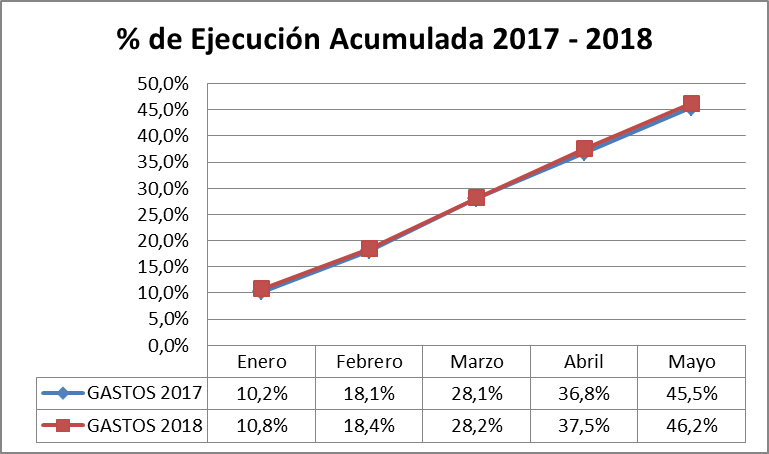 % de Ejecución Acumulada 2017 - 2018
50,0%
45,0%
40,0%
35,0%
30,0%
25,0%
20,0%
15,0%
10,0%
5,0%
0,0%
Enero Febrero Marzo Abril Mayo
GASTOS 2017 10,2% 18,1% 28,1% 36,8% 45,5%
GASTOS 2018 10,8% 18,4% 28,2% 37,5% 46,2%